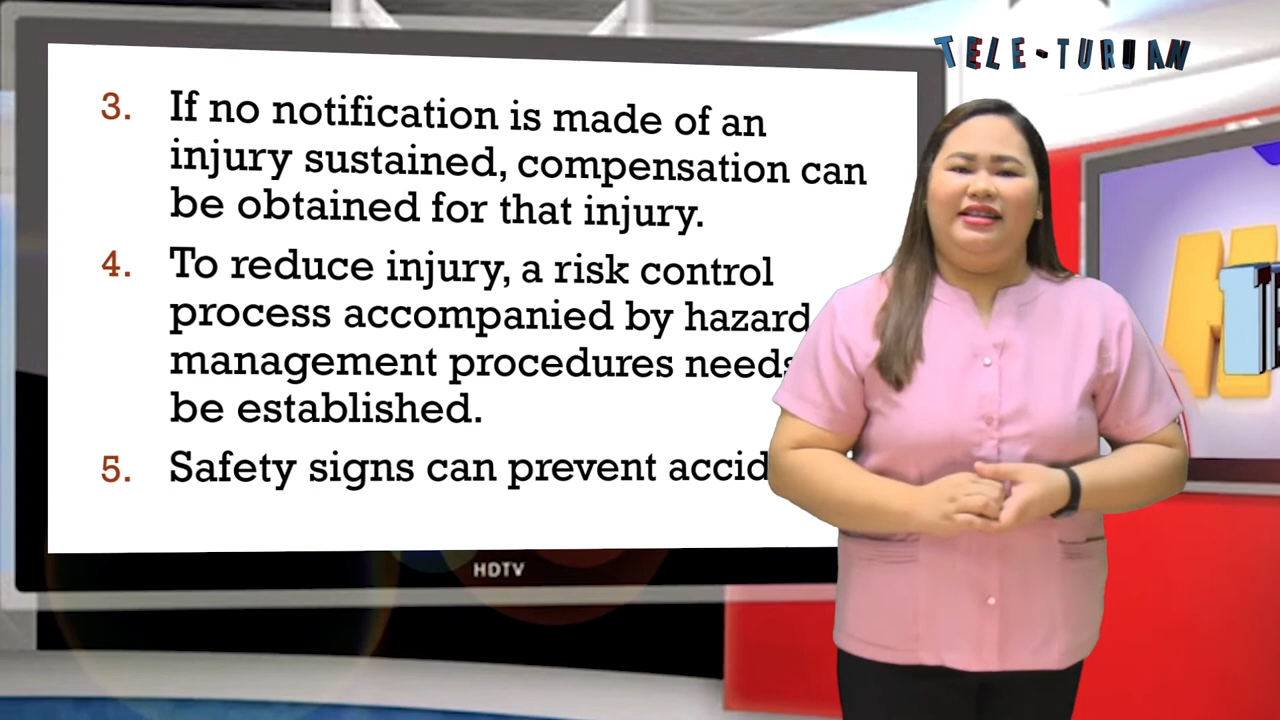 TELE-TURUAN
3. If no notification is made of an
injury sustained, compensation can
be obtained for that injury.
4. To reduce injury, a risk control
process accompanied by hazard
management procedures needs
be established.
5. Safety signs can prevent
HDTV